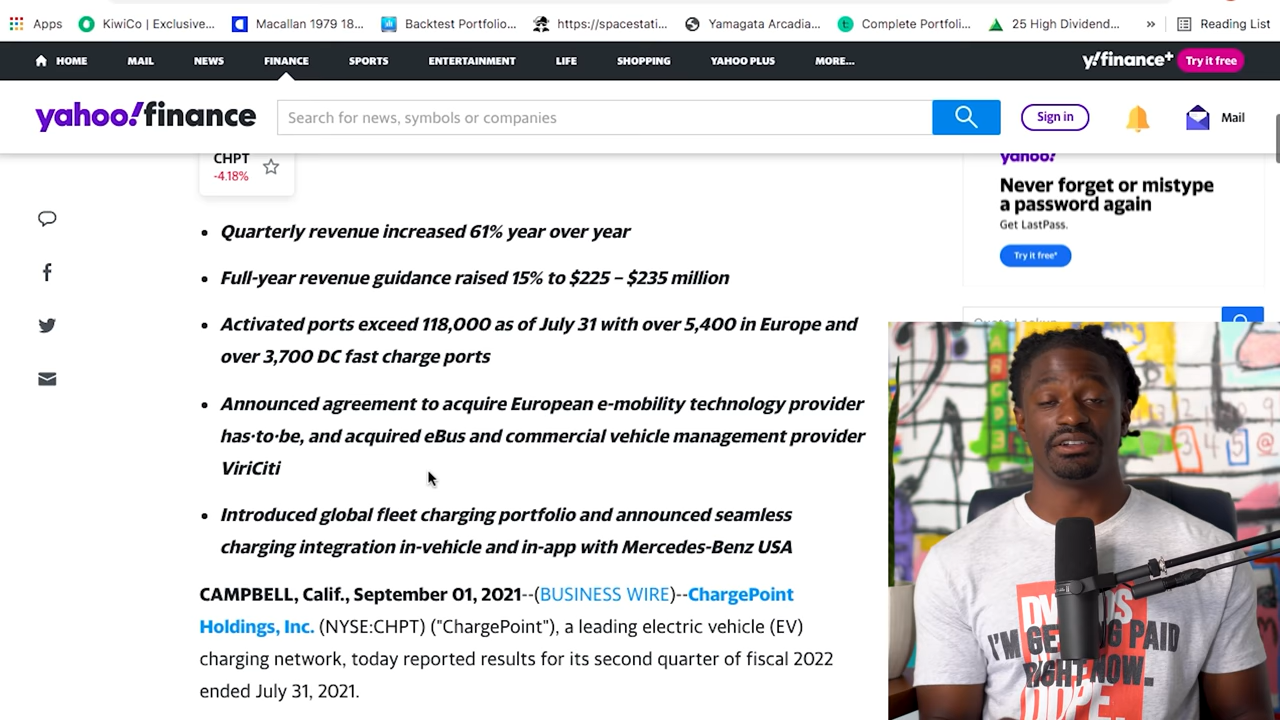 Apps
KiwiCo | Exclusive...
Macallan 1979 18...
Backtest Portfolio...
https://spacestati...
Yamagata Arcadia...
Complete Portfoli...
25 High Dividend...
»
Reading List
HOME
MAIL
NEWS
FINANCE
SPORTS
ENTERTAINMENT
LIFE
SHOPPING
YAHOO PLUS
MORE...
y!finance+
Try it free
yahoo!finance
Search for news, symbols or companies
Sign in
Mail
CHPT
-4.18%
yahoo!
Never forget or mistype
a password again
Get LastPass.
Try it free*
• Quarterly revenue increased 61% year over year
• Full-year revenue guidance raised 15% to $225 – $235 million
• Activated ports exceed 118,000 as of July 31 with over 5,400 in Europe and
over 3,700 DC fast charge ports
• Announced agreement to acquire European e-mobility technology provider
has·to·be, and acquired eBus and commercial vehicle management provider
ViriCiti
• Introduced global fleet charging portfolio and announced seamless
charging integration in-vehicle and in-app with Mercedes-Benz USA
CAMPBELL, Calif., September 01, 2021--(BUSINESS WIRE)--ChargePoint
Holdings, Inc. (NYSE:CHPT) ("ChargePoint"), a leading electric vehicle (EV)
charging network, today reported results for its second quarter of fiscal 2022
ended July 31, 2021.
I'M GETTING PAID
RIGHT NOW.